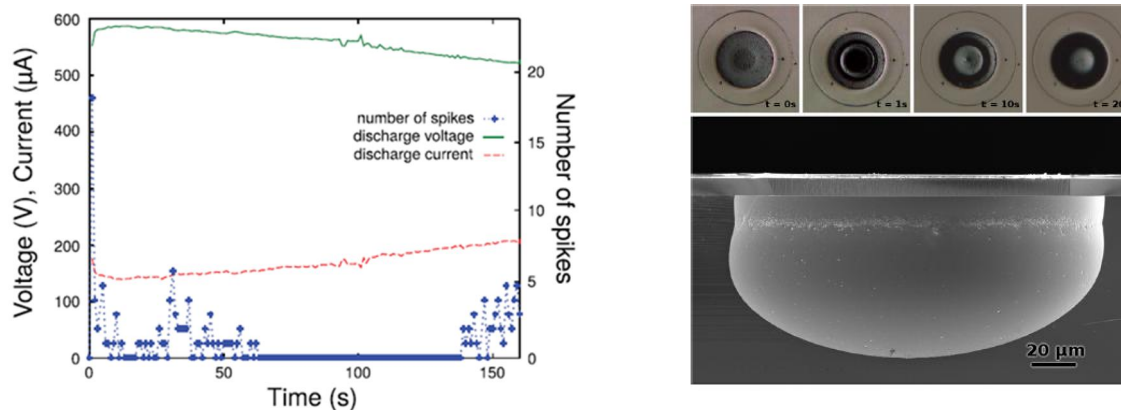 600
500
400
300
200
100
0
Voltage (V), Current (μA)
20
15
10
5
0
Number of spikes
number of spikes
discharge voltage
discharge current
0
50
100
150
Time (s)
t = 0s
t = 1s
t = 10s
t = 20
20 μm